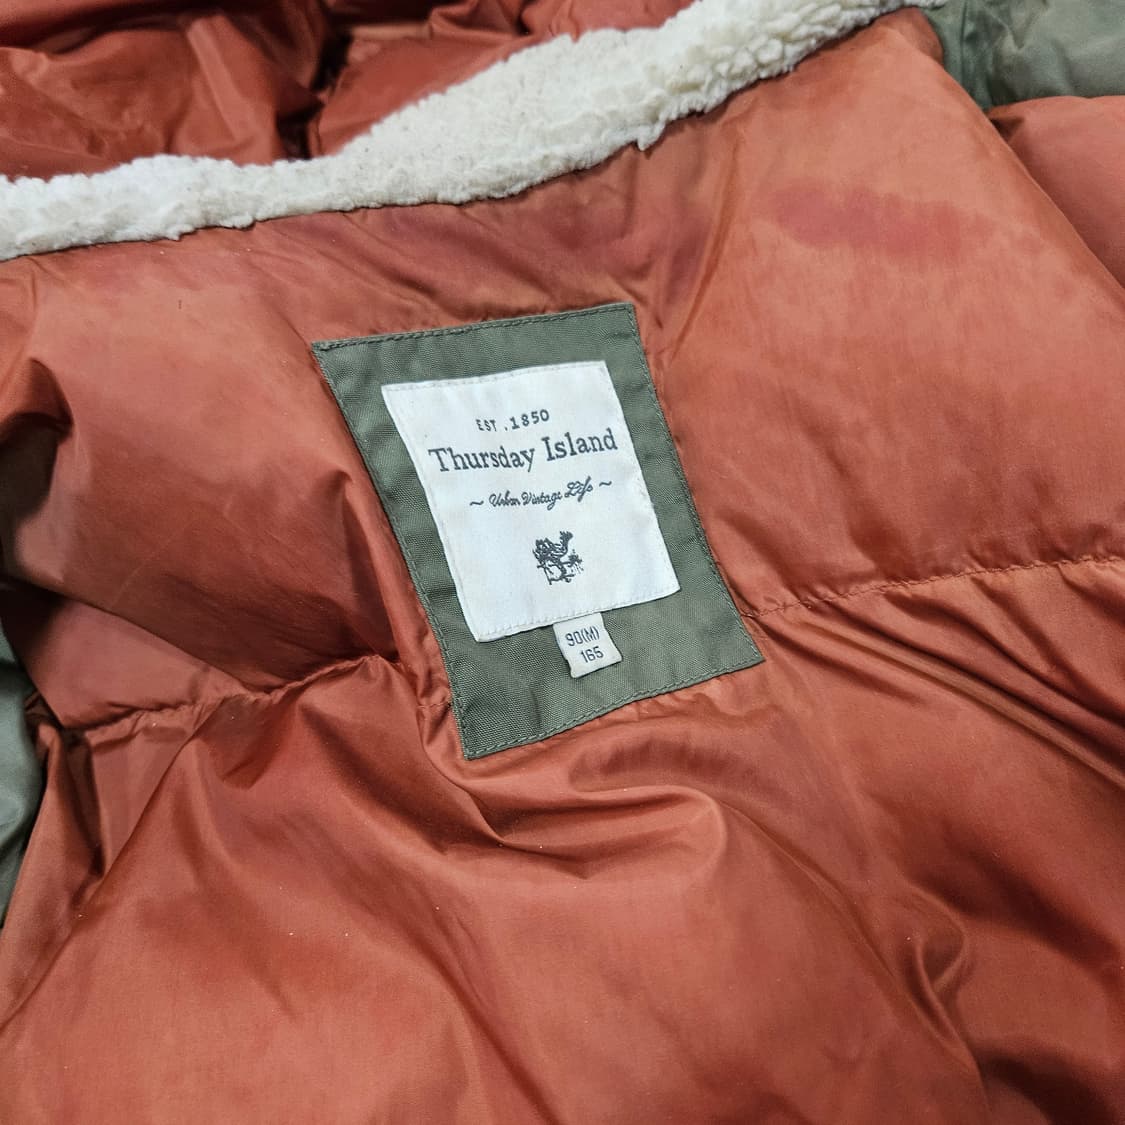 EST . 1850
Thursday Island
~ Urban Vintage Life ~
90(M)
165